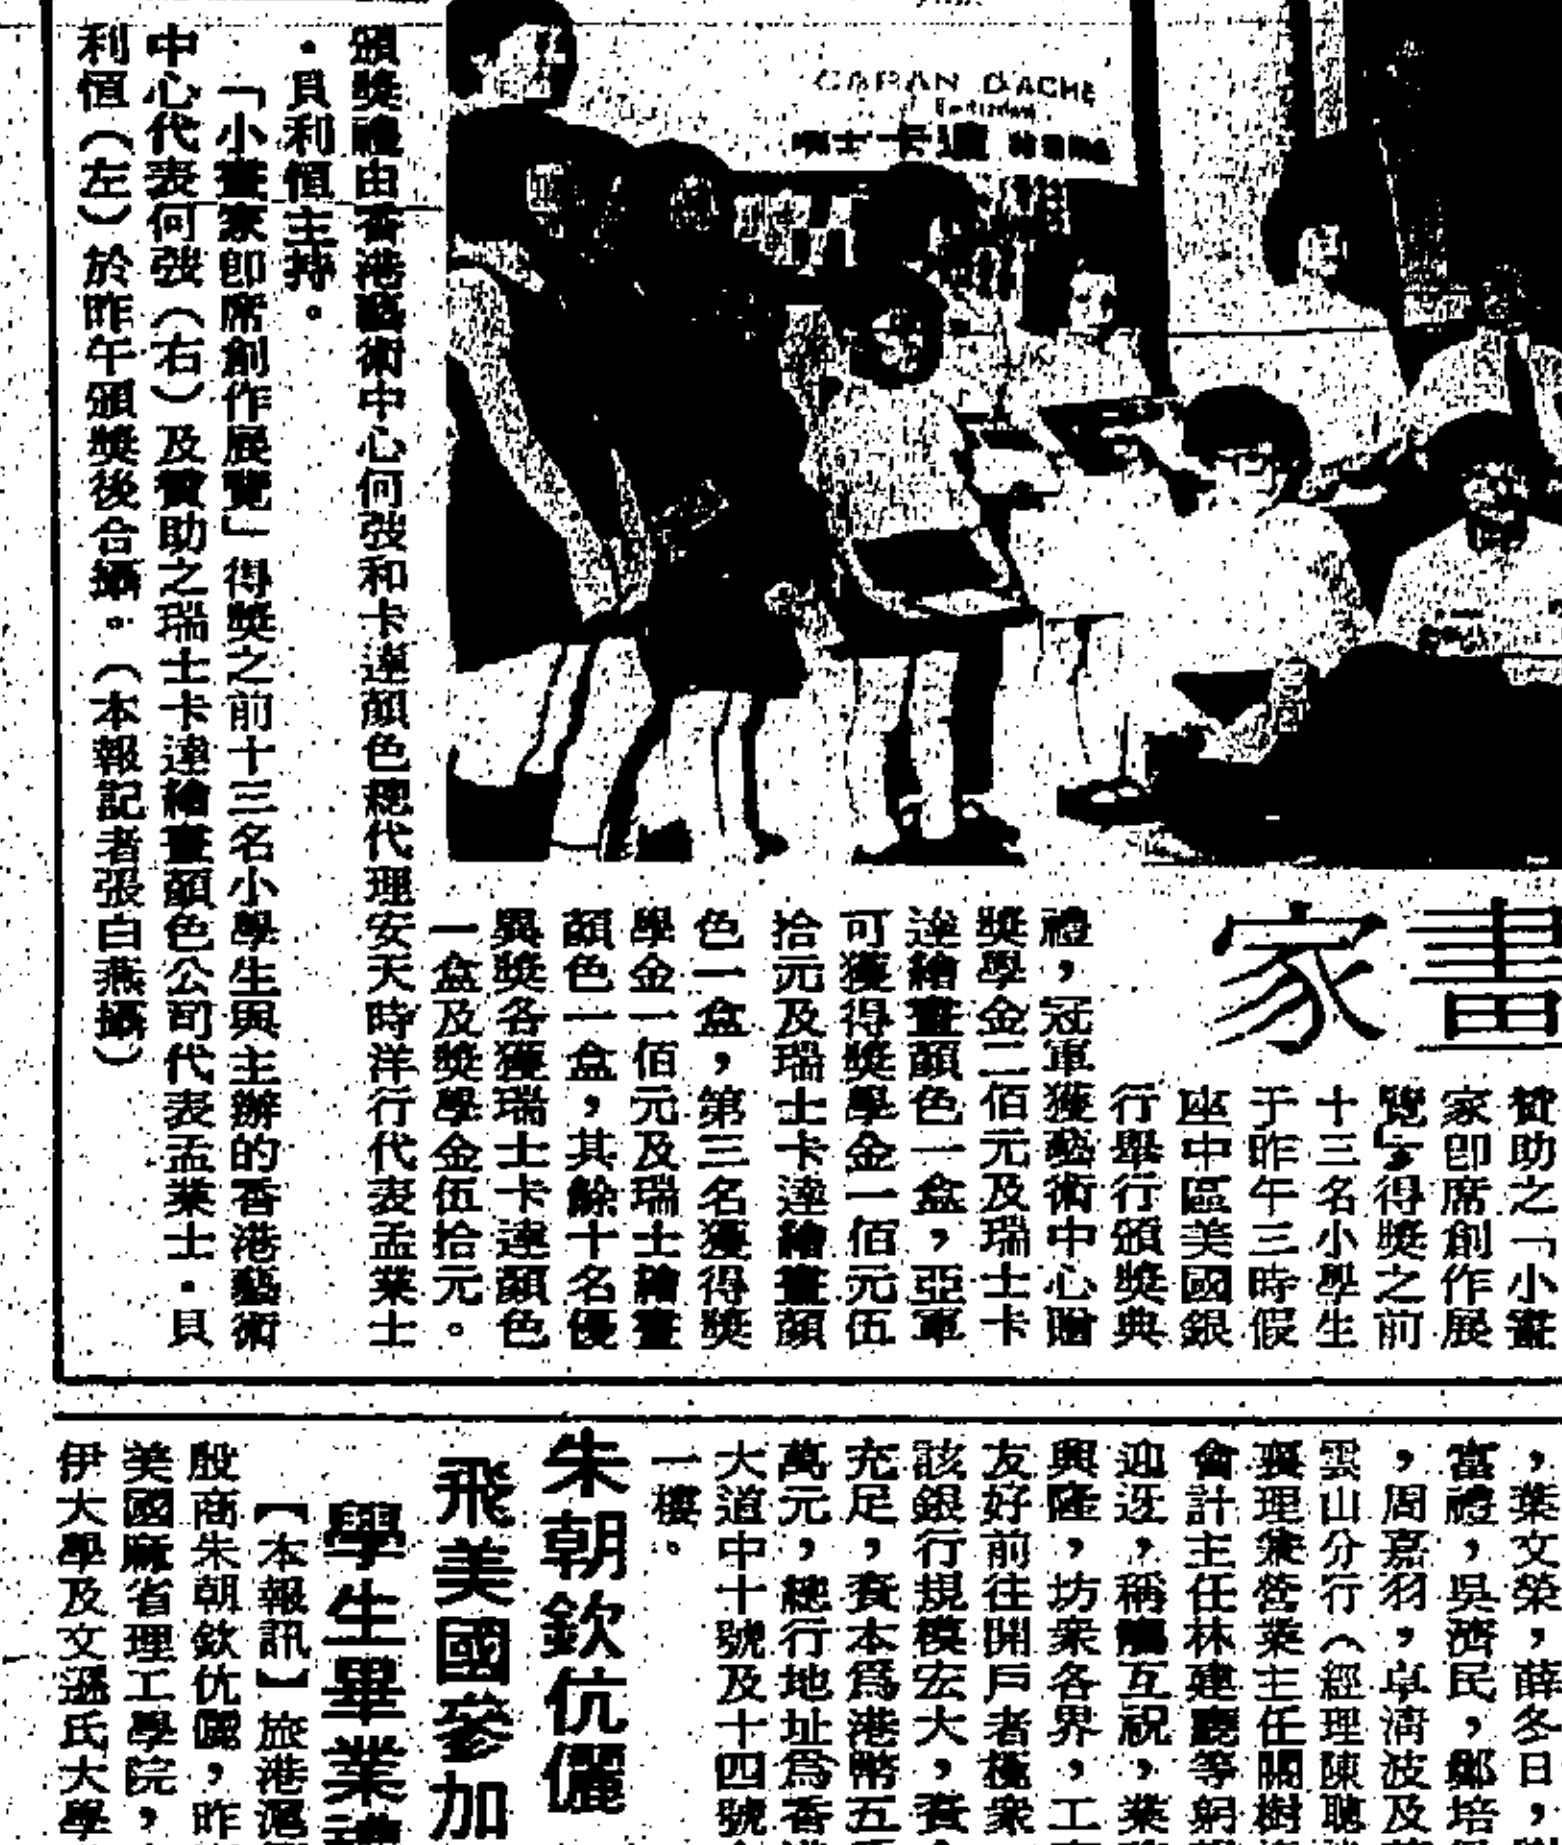 CARAN D'ACHE
瑞士卡達
畫
家
贊助之「小畫
家即席創作展
覽」得獎之前
十三名小學生
于昨午三時假
座中區美國銀
行舉行頒獎典
禮，冠軍獲藝術中心贈
獎學金二佰元及瑞士卡
達繪畫顏色一盒，亞軍
可獲得獎學金一佰元伍
拾元及瑞士卡達繪畫顏
色一盒，第三名獲得獎
學金一佰元及瑞士繪畫
顏色一盒，其餘十名優
異獎各獲瑞士卡達顏色
一盒及獎學金伍拾元。
頒獎禮由香港藝術中心何弢和卡達顏色總代理安天時洋行代表孟業士
・貝利恒主持。
「小畫家即席創作展覽」得獎之前十三名小學生與主辦的香港藝術
中心代表何弢（右）及贊助之瑞士卡達繪畫顏色公司代表孟業士・貝
利恒（左）於昨午頒獎後合攝。（本報記者張白燕攝）
，葉文榮，薛冬日，
富禮，吳濟民，鄭培
，周嘉羽，卓清波及
雲山分行（經理陳聰
襄理葉營業主任關樹
會計主任林建廳等躬
迎迓，稱觴互祝，業
興隆，坊衆各界，工
友好前往開戶者極衆
該銀行規模宏大，資
充足，資本爲港幣五
萬元，總行地址爲香
大道中十號及十四號
一樓。
朱朝欽伉儷
飛美國參加
學生畢業
【本報訊】旅港滬
殷商朱朝欽伉儷，昨
美國麻省理工學院，
伊大學及文遜氏大學